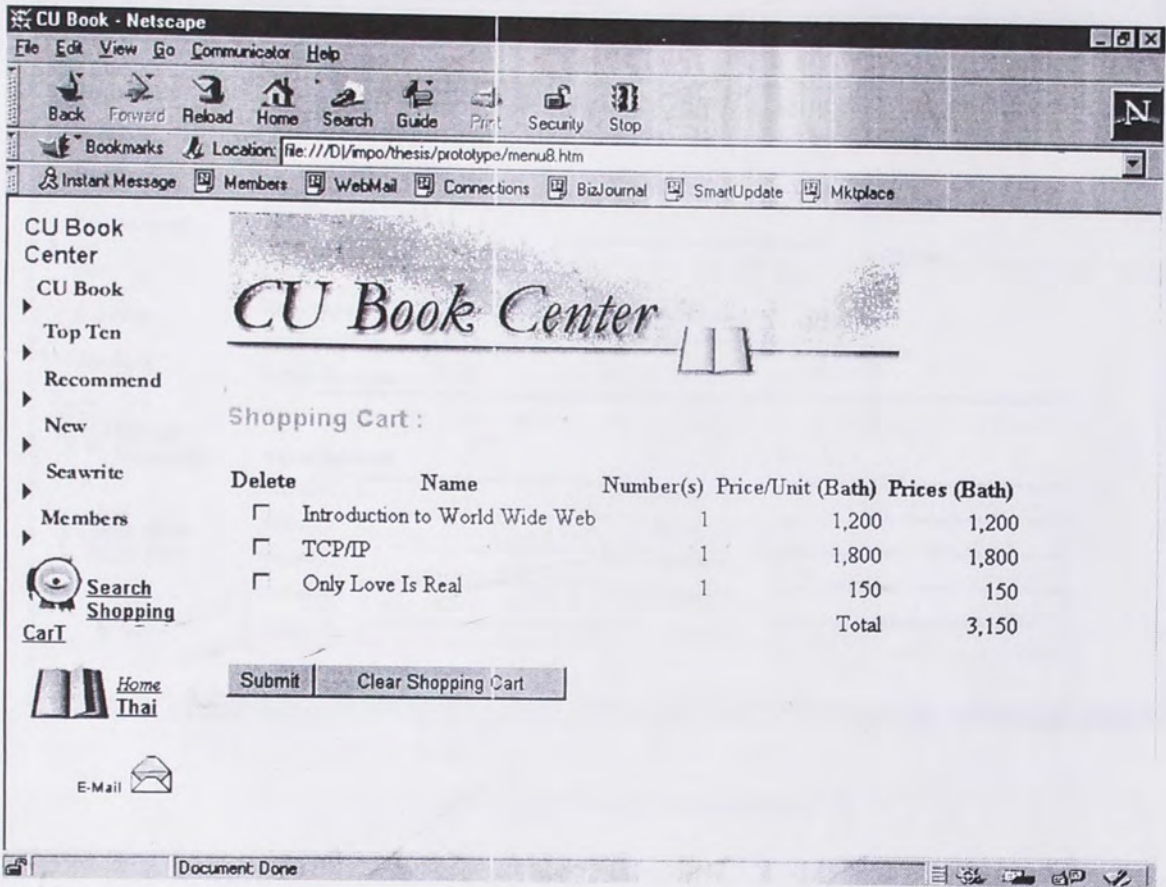 CU Book - Netscape
File Edit View Go Communicator Help
Back Forward Reload Home Search Guide Print Security Stop
N
Bookmarks Location: file:///D|/impo/thesis/prototype/menu8.htm
Instant Message Members WebMail Connections BizJournal SmartUpdate Mktplace
CU Book
Center
CU Book
Top Ten
Recommend
New
Seawrite
Members
Search
Shopping
CarT
Home
Thai
E-Mail
CU Book Center
Shopping Cart :
Delete Name Number(s) Price/Unit (Bath) Prices (Bath)
Introduction to World Wide Web 1 1,200 1,200
TCP/IP 1 1,800 1,800
Only Love Is Real 1 150 150
Total 3,150
Submit Clear Shopping Cart
Document: Done